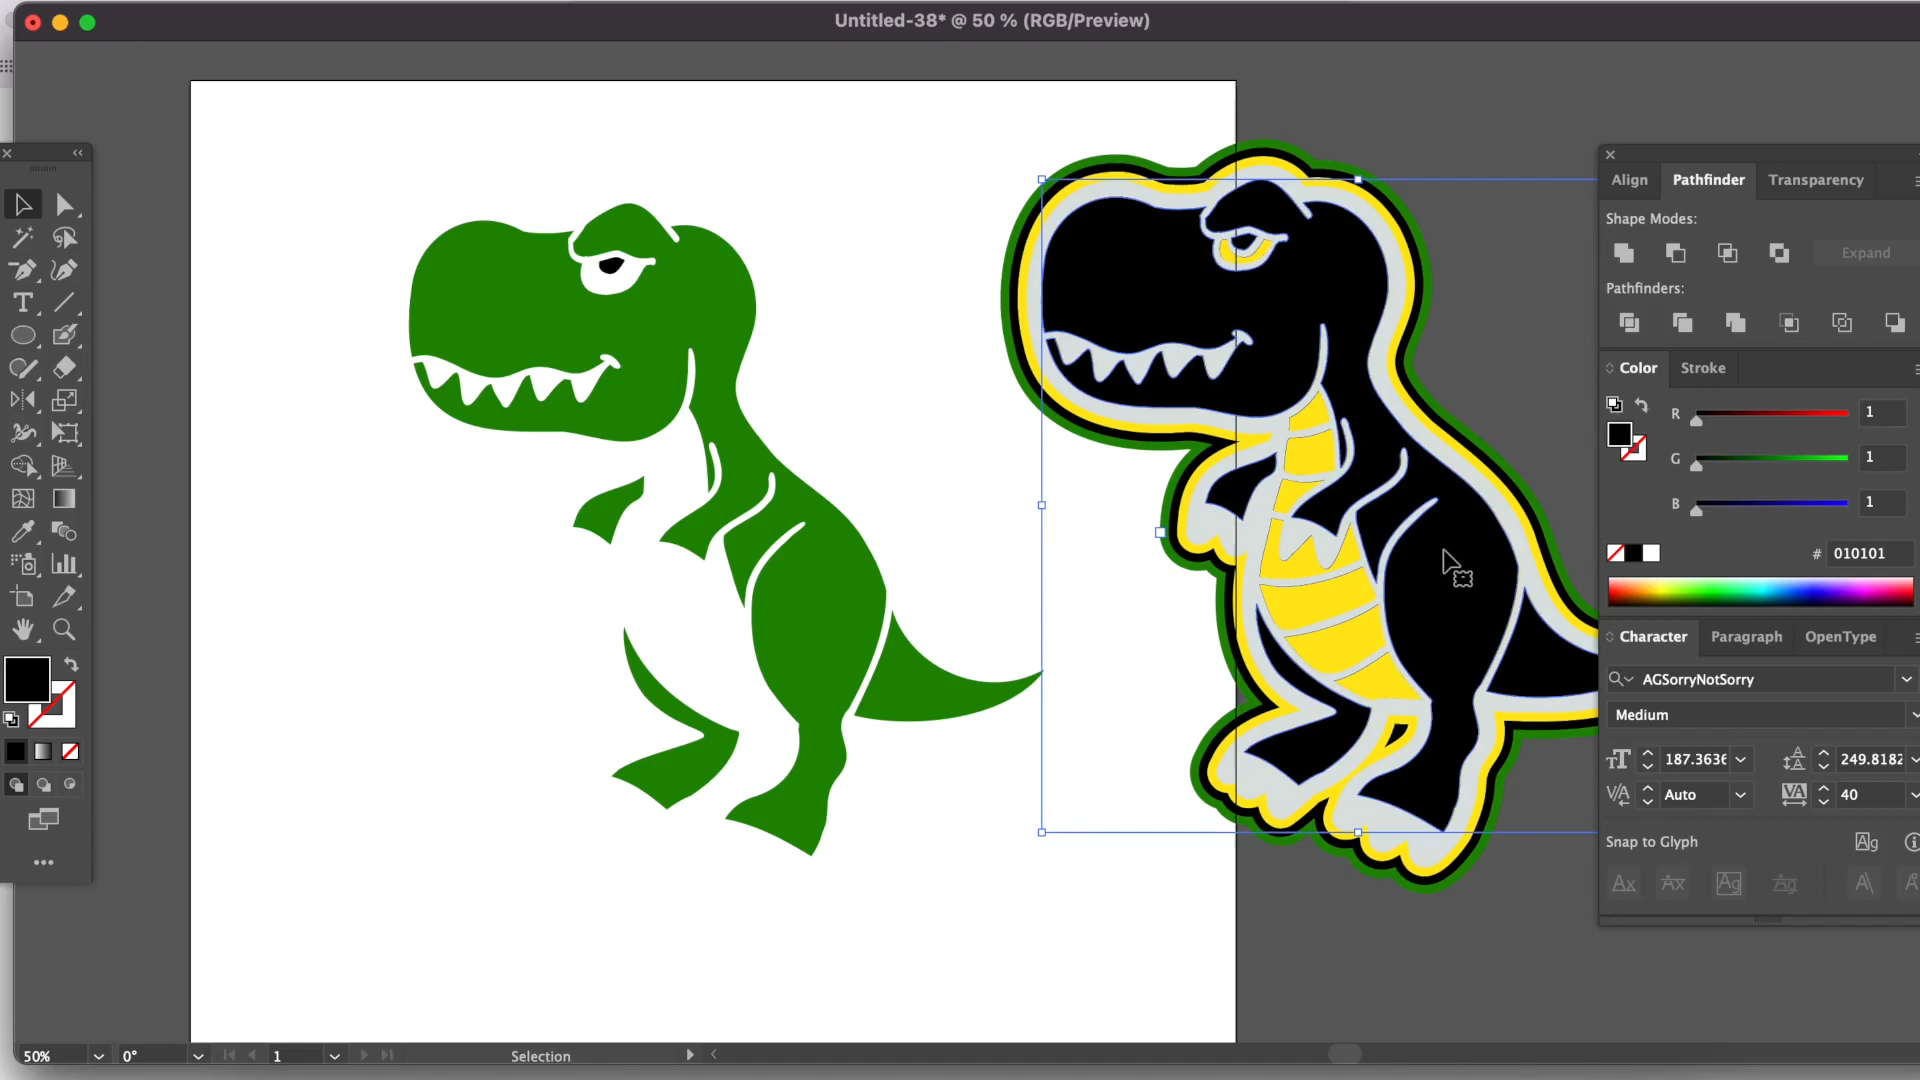 Untitled-38* @ 50 % (RGB/Preview)
Align
Pathfinder
Transparency
Shape Modes:
Expand
Pathfinders:
Color
Stroke
R
1
G
1
B
1
# 010101
Character
Paragraph
OpenType
AGSorryNotSorry
Medium
187.3636
249.8182
Auto
40
Snap to Glyph
50%
0°
1
Selection